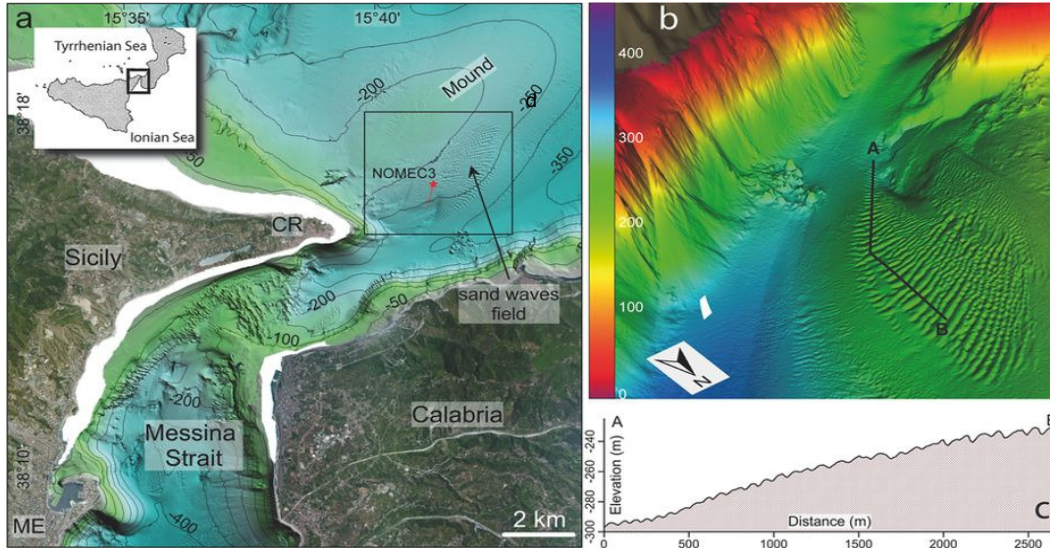 a
15°35'
15°40'
Tyrrhenian Sea
Ionian Sea
38°18'
-200
Mound
-250
d
-350
NOMEC3
CR
Sicily
-200
-50
sand waves
field
-100
-200
Messina
Strait
Calabria
38°10'
ME
-400
2 km
b
400
300
200
100
0
A
B
N
A
-240
-260
-280
-300
Elevation (m)
Distance (m)
C
0
500
1000
1500
2000
2500